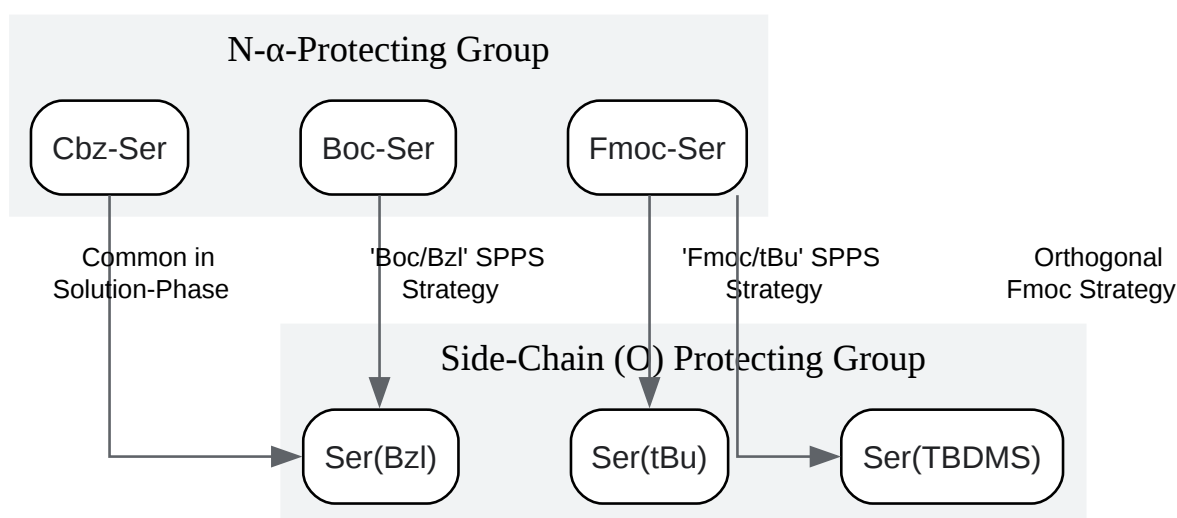 N-α-Protecting Group
Cbz-Ser
Boc-Ser
Fmoc-Ser
Common in
Solution-Phase
'Boc/Bzl' SPPS
Strategy
'Fmoc/tBu' SPPS
Strategy
Orthogonal
Fmoc Strategy
Side-Chain (O) Protecting Group
Ser(Bzl)
Ser(tBu)
Ser(TBDMS)